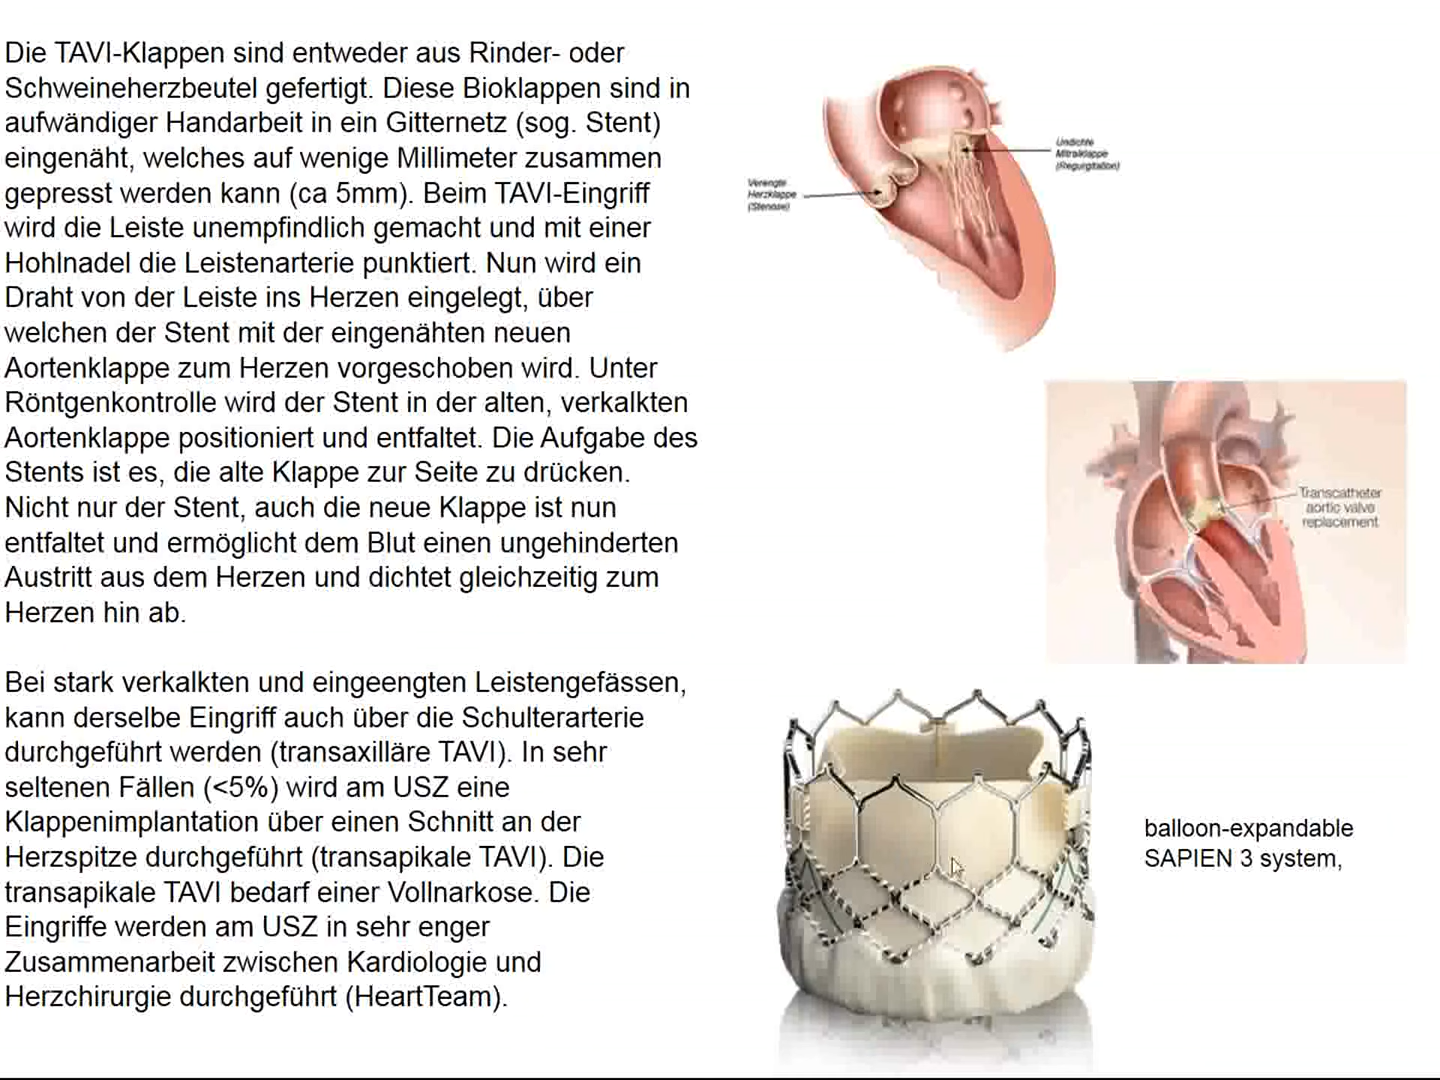 Die TAVI-Klappen sind entweder aus Rinder- oder
Schweineherzbeutel gefertigt. Diese Bioklappen sind in
aufwändiger Handarbeit in ein Gitternetz (sog. Stent)
eingenäht, welches auf wenige Millimeter zusammen
gepresst werden kann (ca 5mm). Beim TAVI-Eingriff
wird die Leiste unempfindlich gemacht und mit einer
Hohlnadel die Leistenarterie punktiert. Nun wird ein
Draht von der Leiste ins Herzen eingelegt, über
welchen der Stent mit der eingenähten neuen
Aortenklappe zum Herzen vorgeschoben wird. Unter
Röntgenkontrolle wird der Stent in der alten, verkalkten
Aortenklappe positioniert und entfaltet. Die Aufgabe des
Stents ist es, die alte Klappe zur Seite zu drücken.
Nicht nur der Stent, auch die neue Klappe ist nun
entfaltet und ermöglicht dem Blut einen ungehinderten
Austritt aus dem Herzen und dichtet gleichzeitig zum
Herzen hin ab.
Bei stark verkalkten und eingeengten Leistengefässen,
kann derselbe Eingriff auch über die Schulterarterie
durchgeführt werden (transaxilläre TAVI). In sehr
seltenen Fällen (<5%) wird am USZ eine
Klappenimplantation über einen Schnitt an der
Herzspitze durchgeführt (transapikale TAVI). Die
transapikale TAVI bedarf einer Vollnarkose. Die
Eingriffe werden am USZ in sehr enger
Zusammenarbeit zwischen Kardiologie und
Herzchirurgie durchgeführt (HeartTeam).
Undichte
Mitralklappe
(Regurgitation)
Verengte
Herzklappe
(Stenose)
Transcatheter
aortic valve
replacement
balloon-expandable
SAPIEN 3 system,